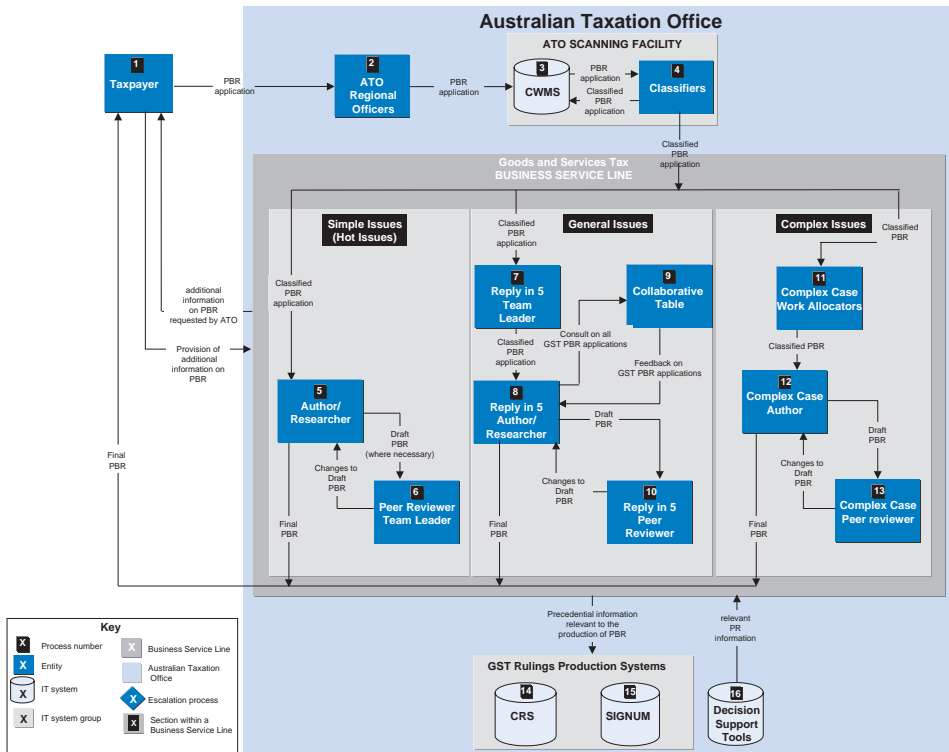 Australian Taxation Office
ATO SCANNING FACILITY
1
Taxpayer
PBR
application
2
ATO
Regional
Officers
PBR
application
3
CWMS
PBR
application
Classified
PBR
application
4
Classifiers
Classified
PBR
application
Goods and Services Tax
BUSINESS SERVICE LINE
Simple Issues
(Hot Issues)
General Issues
Complex Issues
Classified
PBR
application
Classified
PBR
application
Classified
PBR
7
Reply in 5
Team
Leader
9
Collaborative
Table
11
Complex Case
Work Allocators
additional
information
on PBR
requested by ATO
Provision of
additional
information on
PBR
Classified
PBR
application
Consult on all
GST PBR applications
Feedback on
GST PBR applications
Classified PBR
5
Author/
Researcher
8
Reply in 5
Author/
Researcher
12
Complex Case
Author
Draft
PBR
(where necessary)
Changes to
Draft
PBR
6
Peer Reviewer
Team Leader
Draft
PBR
Changes to
Draft
PBR
10
Reply in 5
Peer
Reviewer
Draft
PBR
Changes to
Draft
PBR
13
Complex Case
Peer reviewer
Final
PBR
Final
PBR
Final
PBR
Final
PBR
Precedential information
relevant to the
production of PBR
relevant
PR
information
GST Rulings Production Systems
14
CRS
15
SIGNUM
16
Decision
Support
Tools
Key
X
Process number
X
Entity
X
IT system
X
IT system group
X
Business Service Line
Australian Taxation
Office
X
Escalation process
X
Section within a
Business Service Line